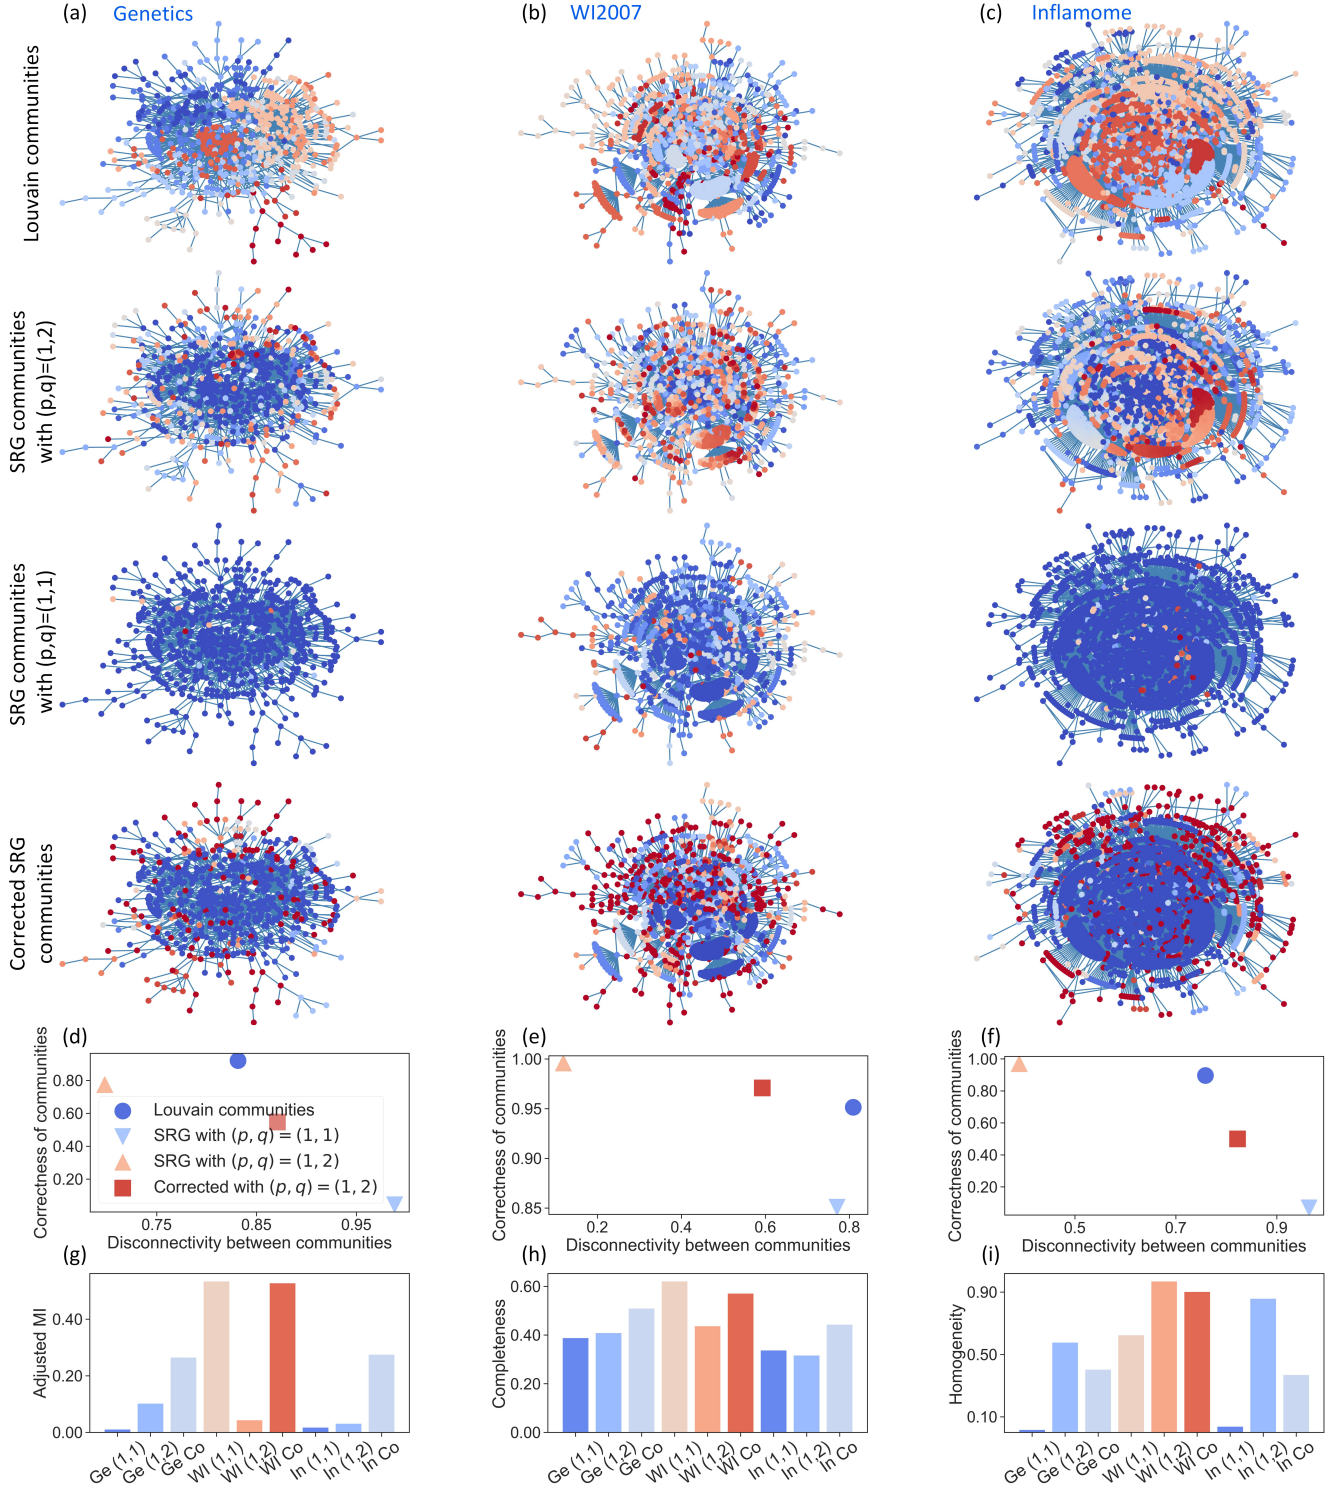 (a) Genetics
(b) WI2007
(c) Inflamome
Louvain communities
SRG communities
with (p,q)=(1,2)
SRG communities
with (p,q)=(1,1)
Corrected SRG
communities
(d)
Correctness of communities
0.80
0.60
0.40
0.20
Louvain communities
SRG with (p, q) = (1, 1)
SRG with (p, q) = (1, 2)
Corrected with (p, q) = (1, 2)
0.75 0.85 0.95
Disconnectivity between communities
(e)
Correctness of communities
1.00
0.95
0.90
0.85
0.2 0.4 0.6 0.8
Disconnectivity between communities
(f)
Correctness of communities
1.00
0.80
0.60
0.40
0.20
0.5 0.7 0.9
Disconnectivity between communities
(g)
Adjusted MI
0.40
0.20
0.00
Ge (1,1) Ge (1,2) Ge Co WI (1,1) WI (1,2) WI Co In (1,1) In (1,2) In Co
(h)
Completeness
0.60
0.40
0.20
0.00
Ge (1,1) Ge (1,2) Ge Co WI (1,1) WI (1,2) WI Co In (1,1) In (1,2) In Co
(i)
Homogeneity
0.90
0.50
0.10
Ge (1,1) Ge (1,2) Ge Co WI (1,1) WI (1,2) WI Co In (1,1) In (1,2) In Co